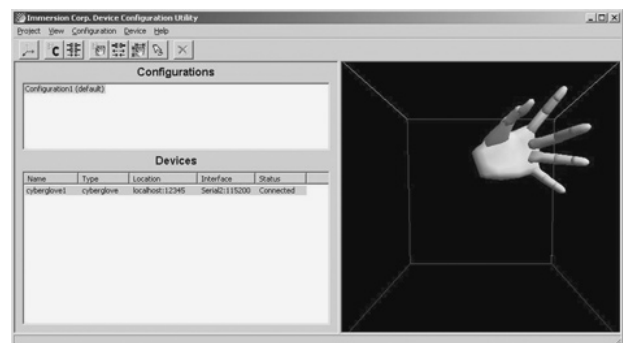 Immersion Corp. Device Configuration Utility
Project View Configuration Device Help
C
Configurations
Configuration1 (default)
Devices
Name Type Location Interface Status
cyberglove1 cyberglove localhost:12345 Serial2:115200 Connected